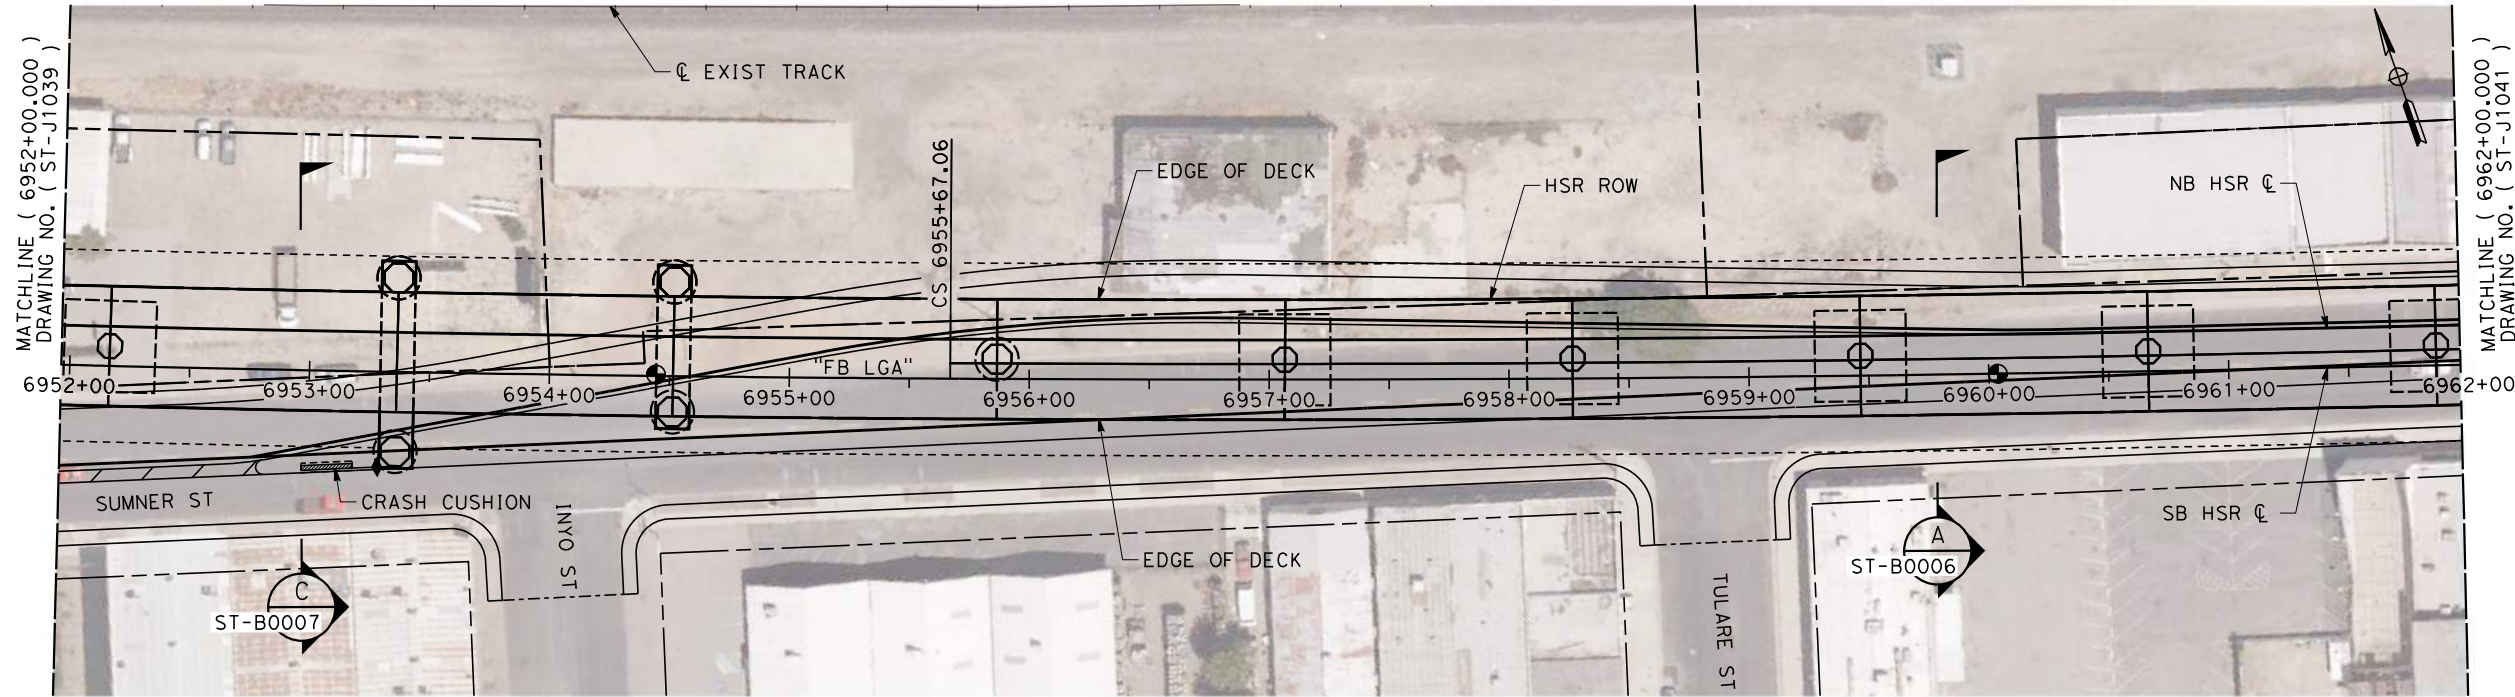 MATCHLINE ( 6952+00.000 )
DRAWING NO. ( ST-J1039 )
℄ EXIST TRACK
CS 6955+67.06
EDGE OF DECK
HSR ROW
NB HSR ℄
MATCHLINE ( 6962+00.000 )
DRAWING NO. ( ST-J1041 )
"FB LGA"
6952+00
6953+00
6954+00
6955+00
6956+00
6957+00
6958+00
6959+00
6960+00
6961+00
6962+00
SUMNER ST
CRASH CUSHION
INYO ST
EDGE OF DECK
SB HSR ℄
A
ST-B0006
C
ST-B0007
TULARE ST